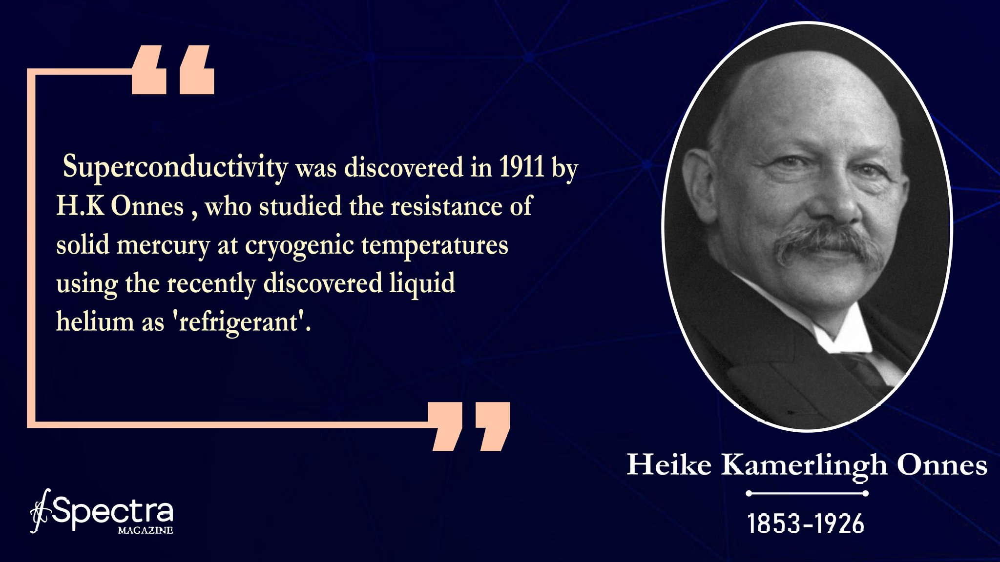 Superconductivity was discovered in 1911 by
H.K Onnes , who studied the resistance of
solid mercury at cryogenic temperatures
using the recently discovered liquid
helium as 'refrigerant'.
Heike Kamerlingh Onnes
1853-1926
Spectra
MAGAZINE